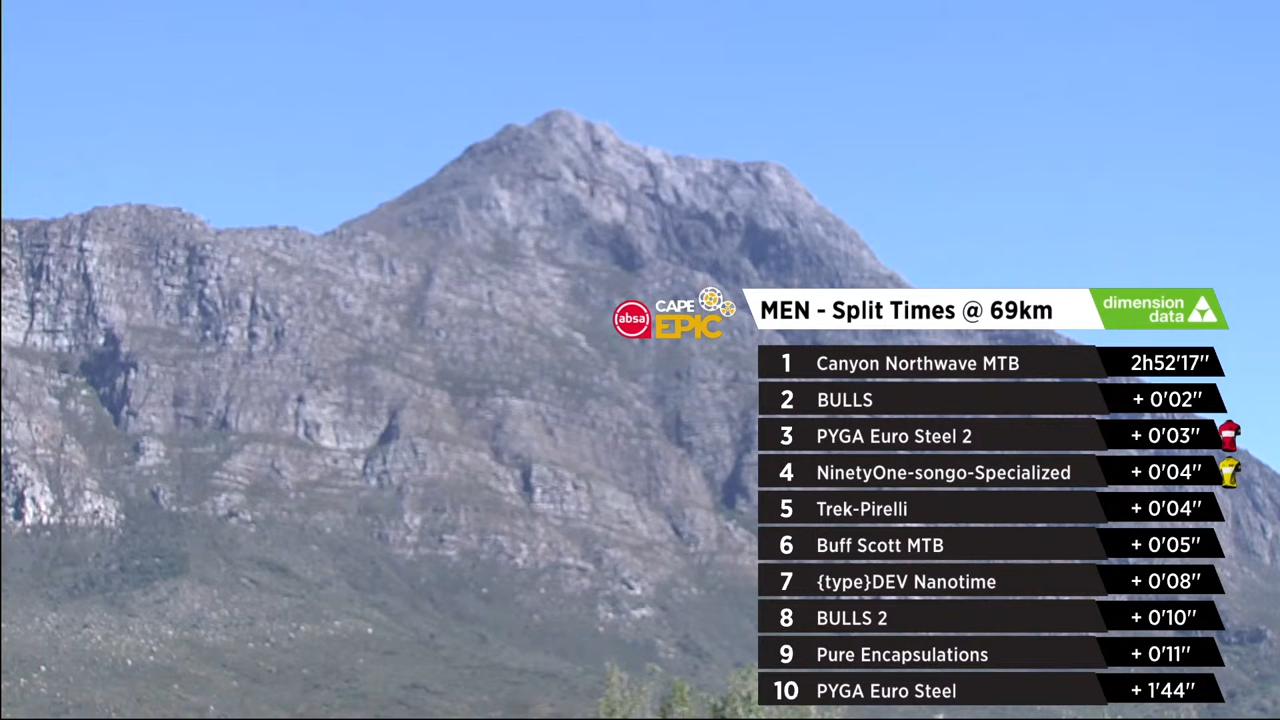 (absa)
CAPE
EPIC
MEN - Split Times @ 69km
dimension
data
1 Canyon Northwave MTB 2h52'17''
2 BULLS + 0'02''
3 PYGA Euro Steel 2 + 0'03''
4 NinetyOne-songo-Specialized + 0'04''
5 Trek-Pirelli + 0'04''
6 Buff Scott MTB + 0'05''
7 {type}DEV Nanotime + 0'08''
8 BULLS 2 + 0'10''
9 Pure Encapsulations + 0'11''
10 PYGA Euro Steel + 1'44''